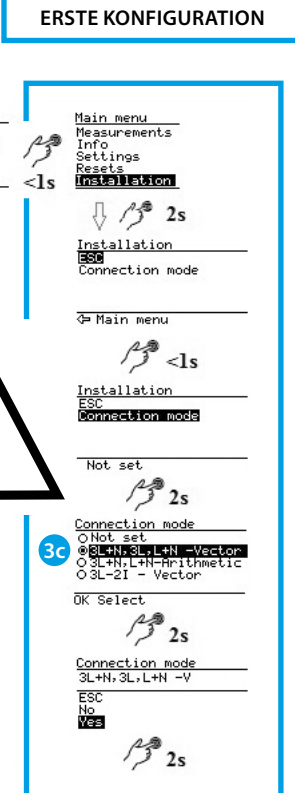 ERSTE KONFIGURATION
Main menu
Measurements
Info
Settings
Resets
Installation
<1s
2s
Installation
ESC
Connection mode
Main menu
<1s
Installation
ESC
Connection mode
Not set
2s
Connection mode
Not set
3c
3L+N,3L,L+N -Vector
3L+N,L+N-Arithmetic
3L-2I - Vector
OK Select
2s
Connection mode
3L+N,3L,L+N -V
ESC
No
Yes
2s